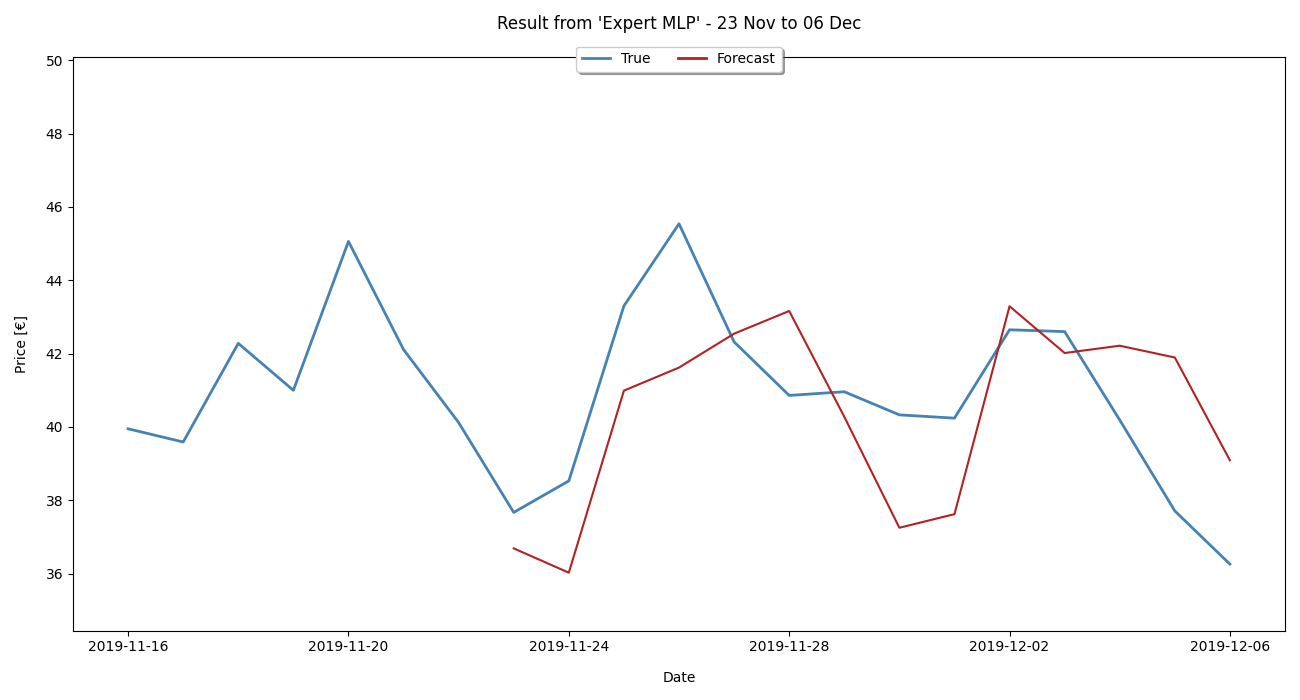 Result from 'Expert MLP' - 23 Nov to 06 Dec
True Forecast
50
48
46
44
42
40
38
36
Price [€]
2019-11-16 2019-11-20 2019-11-24 2019-11-28 2019-12-02 2019-12-06
Date